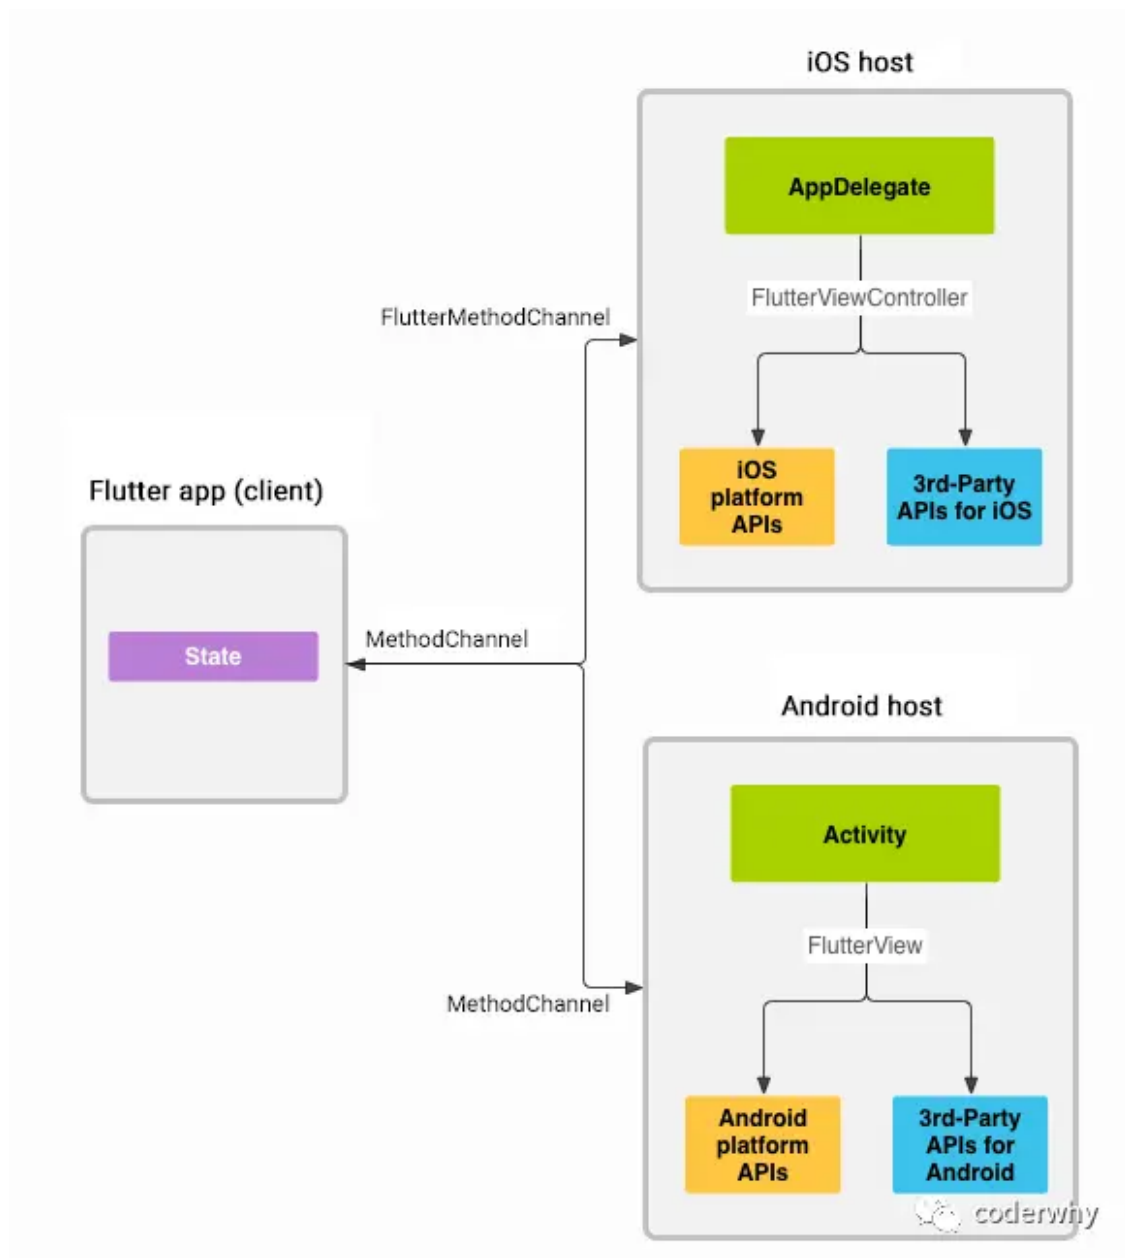 iOS host
AppDelegate
FlutterViewController
FlutterMethodChannel
iOS
platform
APIs
3rd-Party
APIs for iOS
Flutter app (client)
State
MethodChannel
Android host
Activity
FlutterView
MethodChannel
Android
platform
APIs
3rd-Party
APIs for
Android
coderwhy